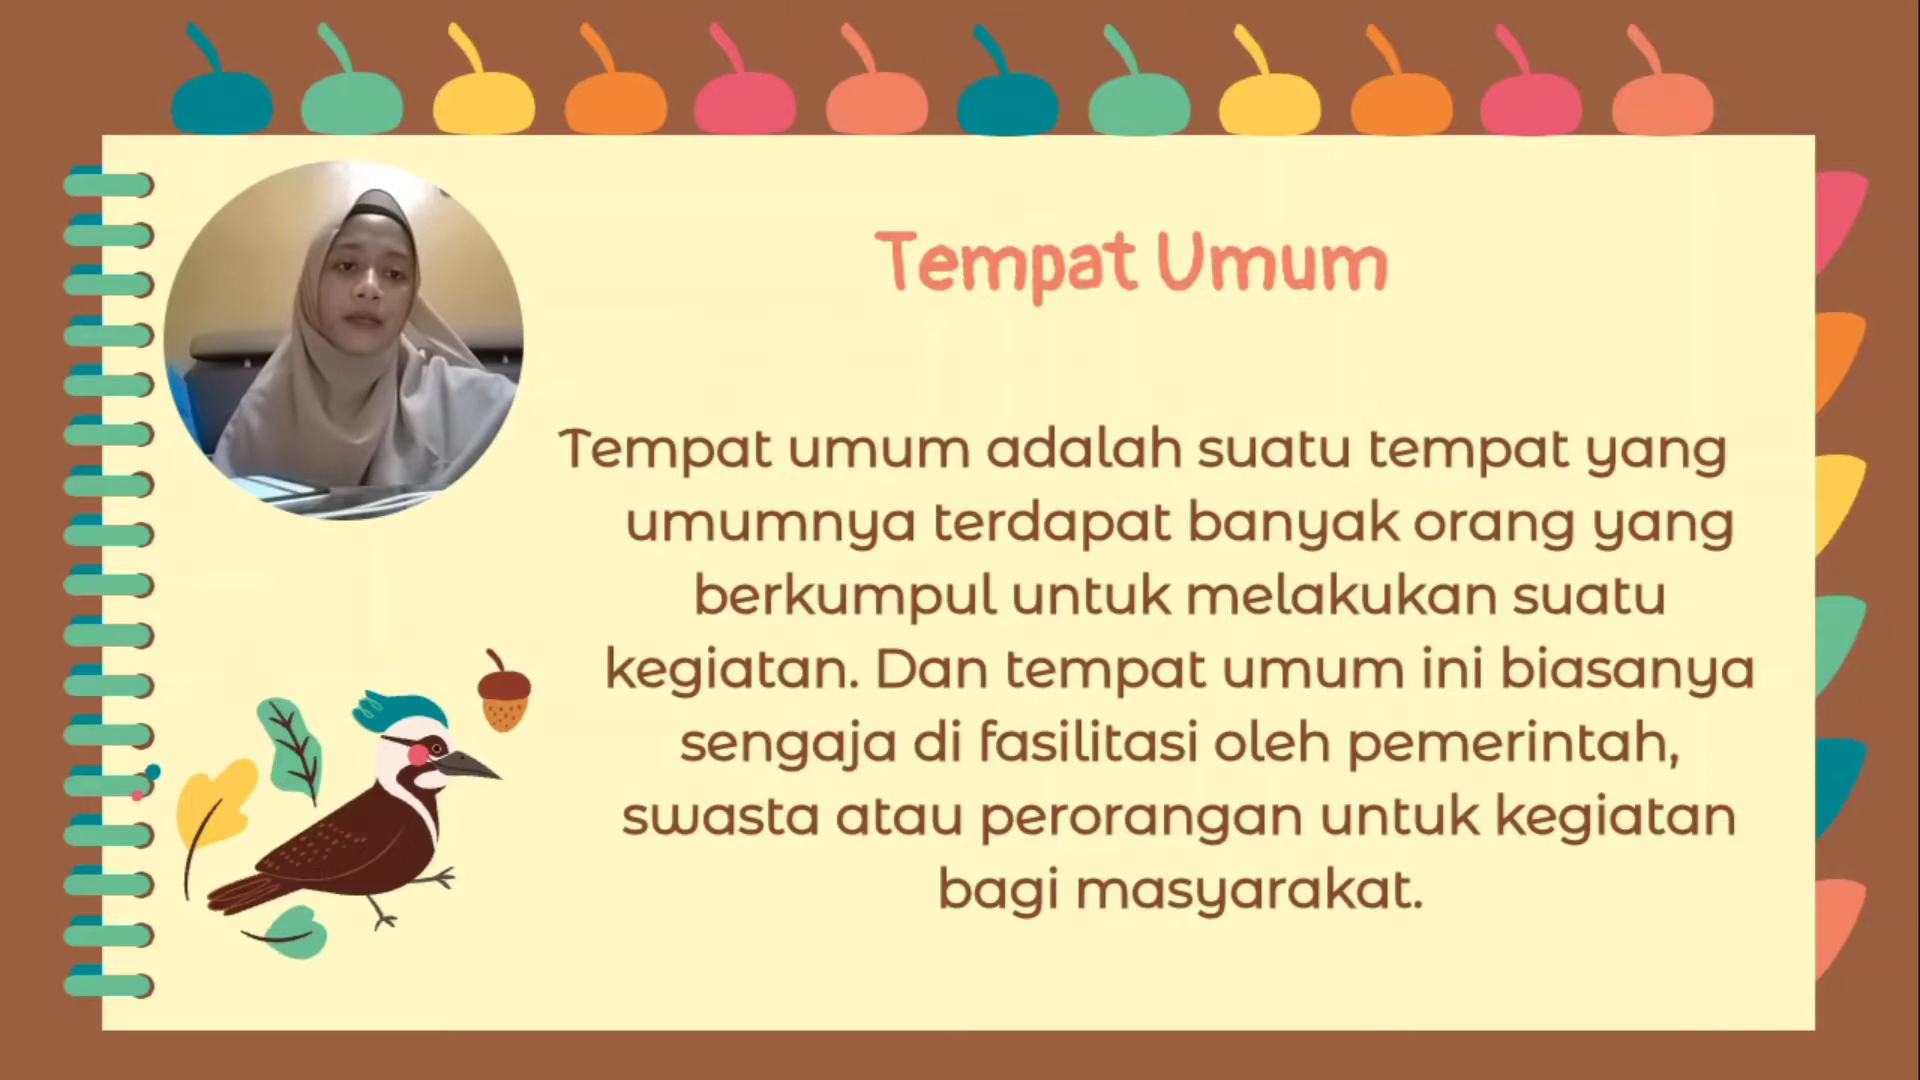 Tempat Umum
Tempat umum adalah suatu tempat yang
umumnya terdapat banyak orang yang
berkumpul untuk melakukan suatu
kegiatan. Dan tempat umum ini biasanya
sengaja di fasilitasi oleh pemerintah,
swasta atau perorangan untuk kegiatan
bagi masyarakat.